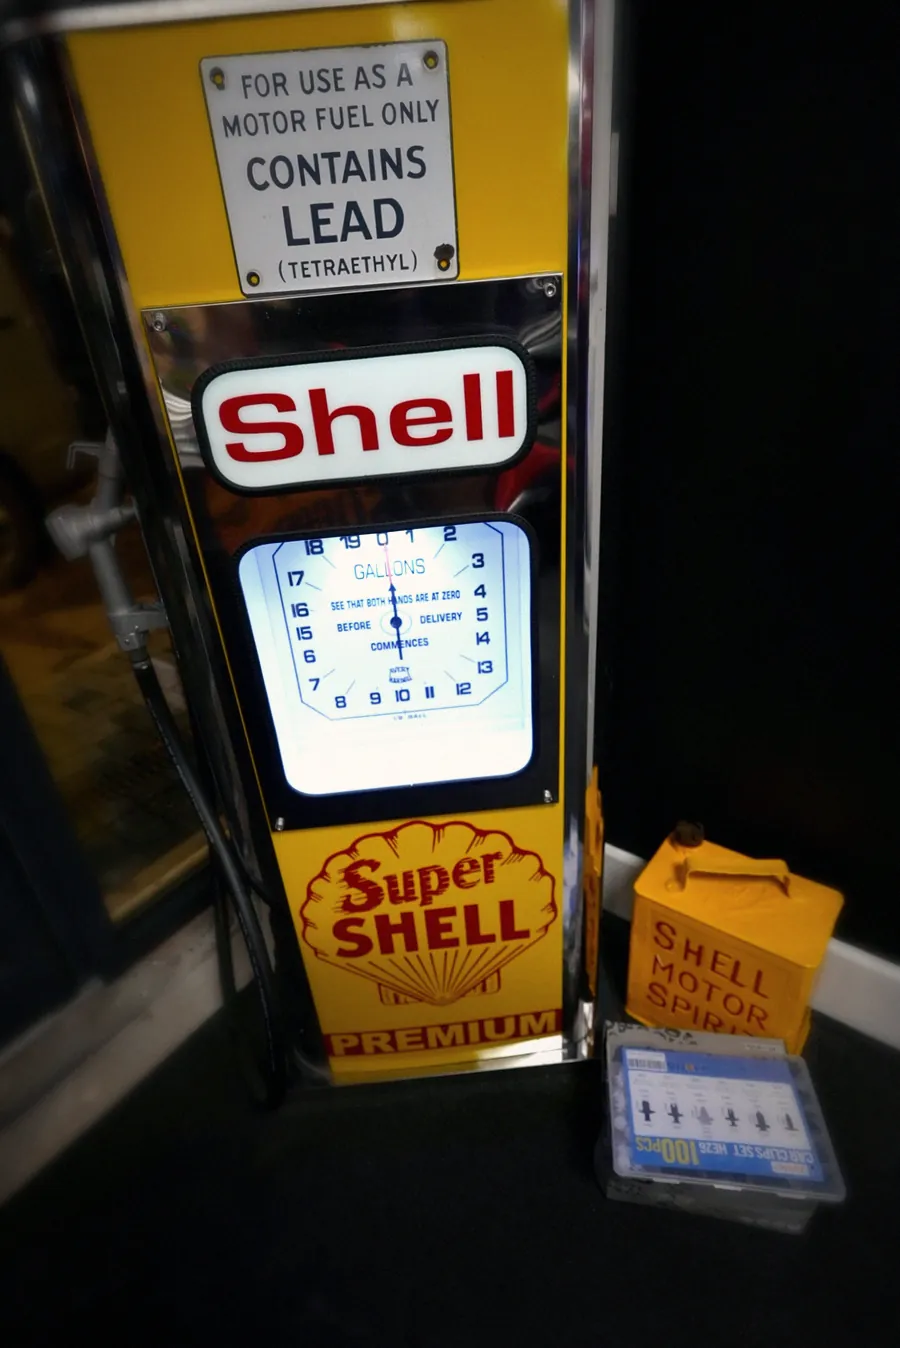 FOR USE AS A
MOTOR FUEL ONLY
CONTAINS
LEAD
(TETRAETHYL)
Shell
18 19 0 1 2
17 3
GALLONS
16 4
SEE THAT BOTH HANDS ARE AT ZERO
15 5
BEFORE DELIVERY
6 14
COMMENCES
7 13
8 9 10 11 12
Super
SHELL
PREMIUM
SHELL
MOTOR
SPIRIT
CAR CLIPS SET HE26 100PCS